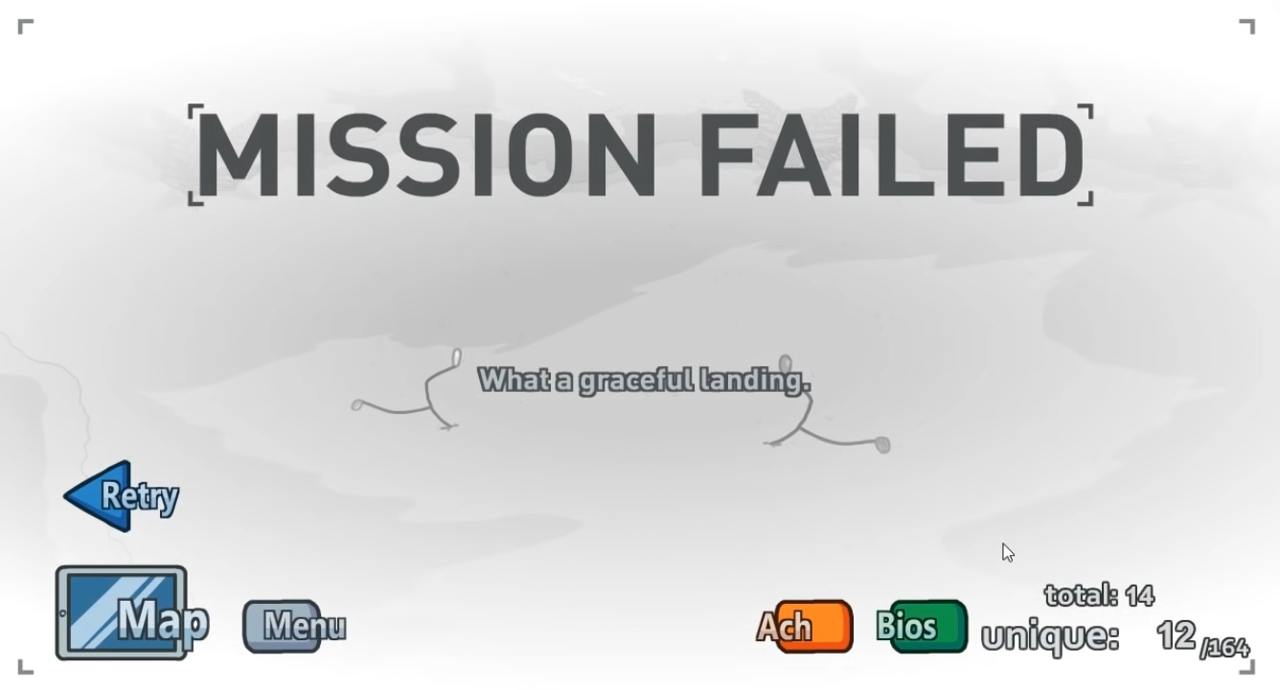 MISSION FAILED
What a graceful landing.
Retry
Map
Menu
Ach
Bios
total: 14
unique: 12/164